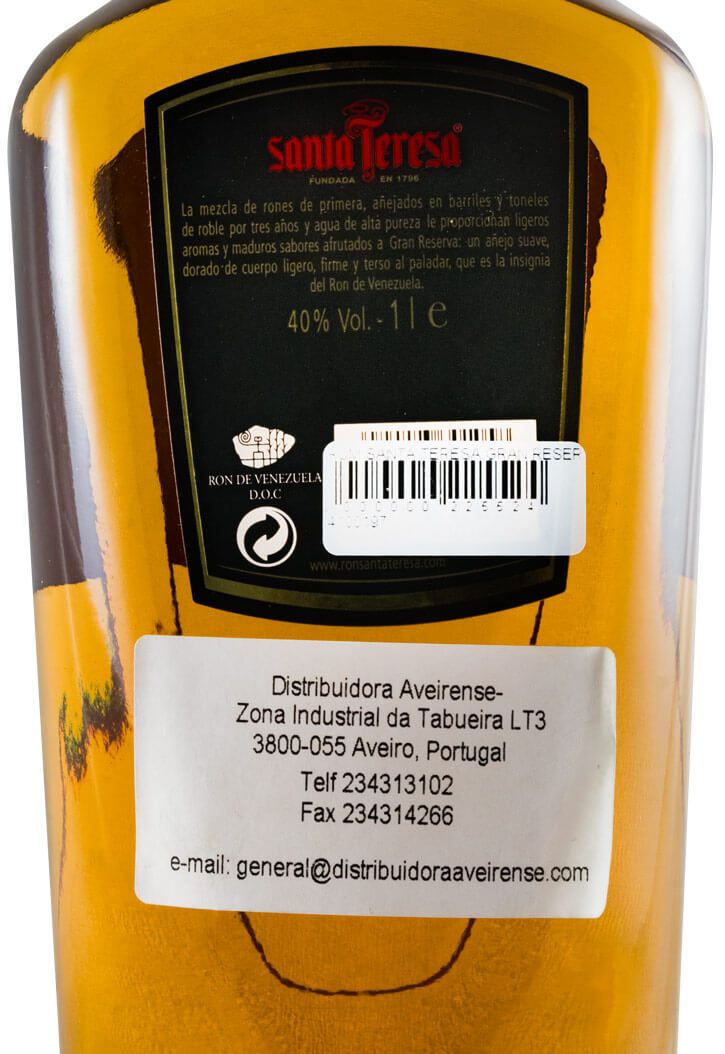 Santa Teresa®
FUNDADA EN 1796
La mezcla de rones de primera, añejados en barriles y toneles
de roble por tres años y agua de alta pureza le proporcionan ligeros
aromas y maduros sabores afrutados a Gran Reserva: un añejo suave,
dorado de cuerpo ligero, firme y terso al paladar, que es la insignia
del Ron de Venezuela.
40% Vol. - 1 l e
RON DE VENEZUELA
D.O.C
SANTA TERESA GRAN RESER
000000 225524
4100197
www.ronsantateresa.com
Distribuidora Aveirense-
Zona Industrial da Tabueira LT3
3800-055 Aveiro, Portugal
Telf 234313102
Fax 234314266
e-mail: general@distribuidoraaveirense.com